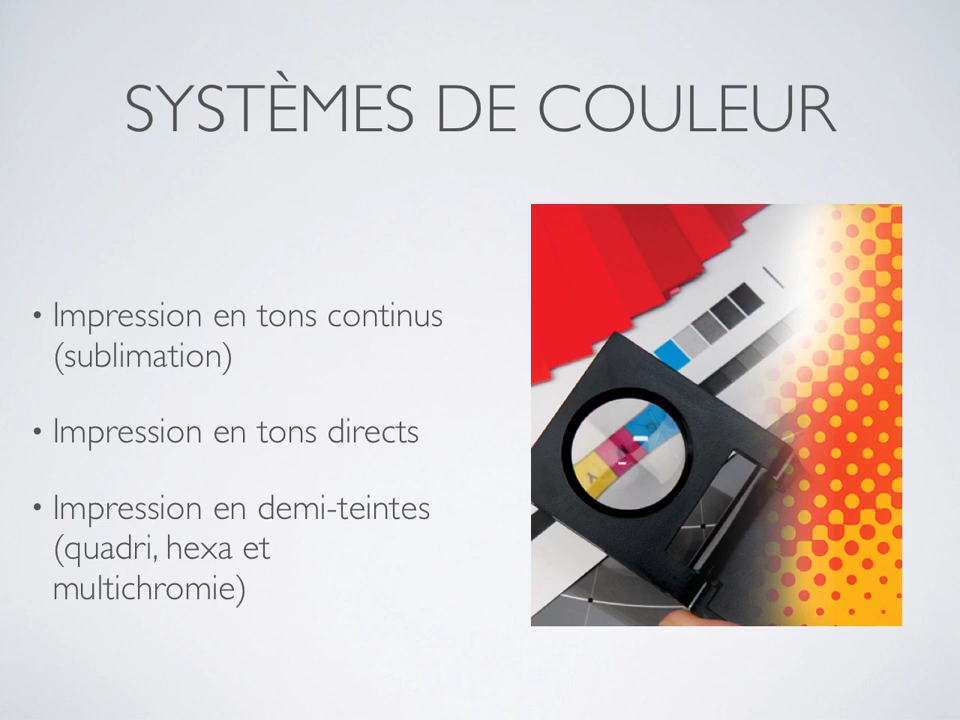 SYSTÈMES DE COULEUR
• Impression en tons continus
(sublimation)
• Impression en tons directs
• Impression en demi-teintes
(quadri, hexa et
multichromie)